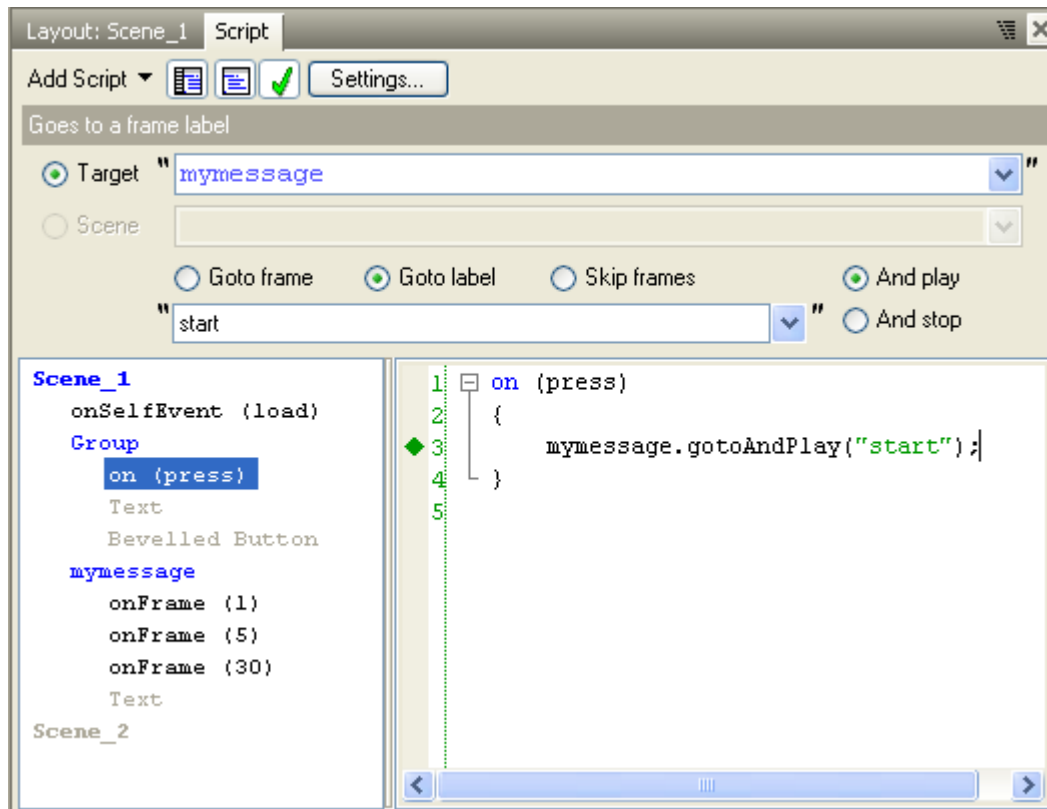 Layout: Scene_1 Script
Add Script Settings...
Goes to a frame label
Target "mymessage"
Scene
Goto frame Goto label Skip frames And play
"start" And stop
Scene_1
onSelfEvent (load)
Group
on (press)
Text
Bevelled Button
mymessage
onFrame (1)
onFrame (5)
onFrame (30)
Text
Scene_2
1 on (press)
2 {
3 mymessage.gotoAndPlay("start");
4 }
5